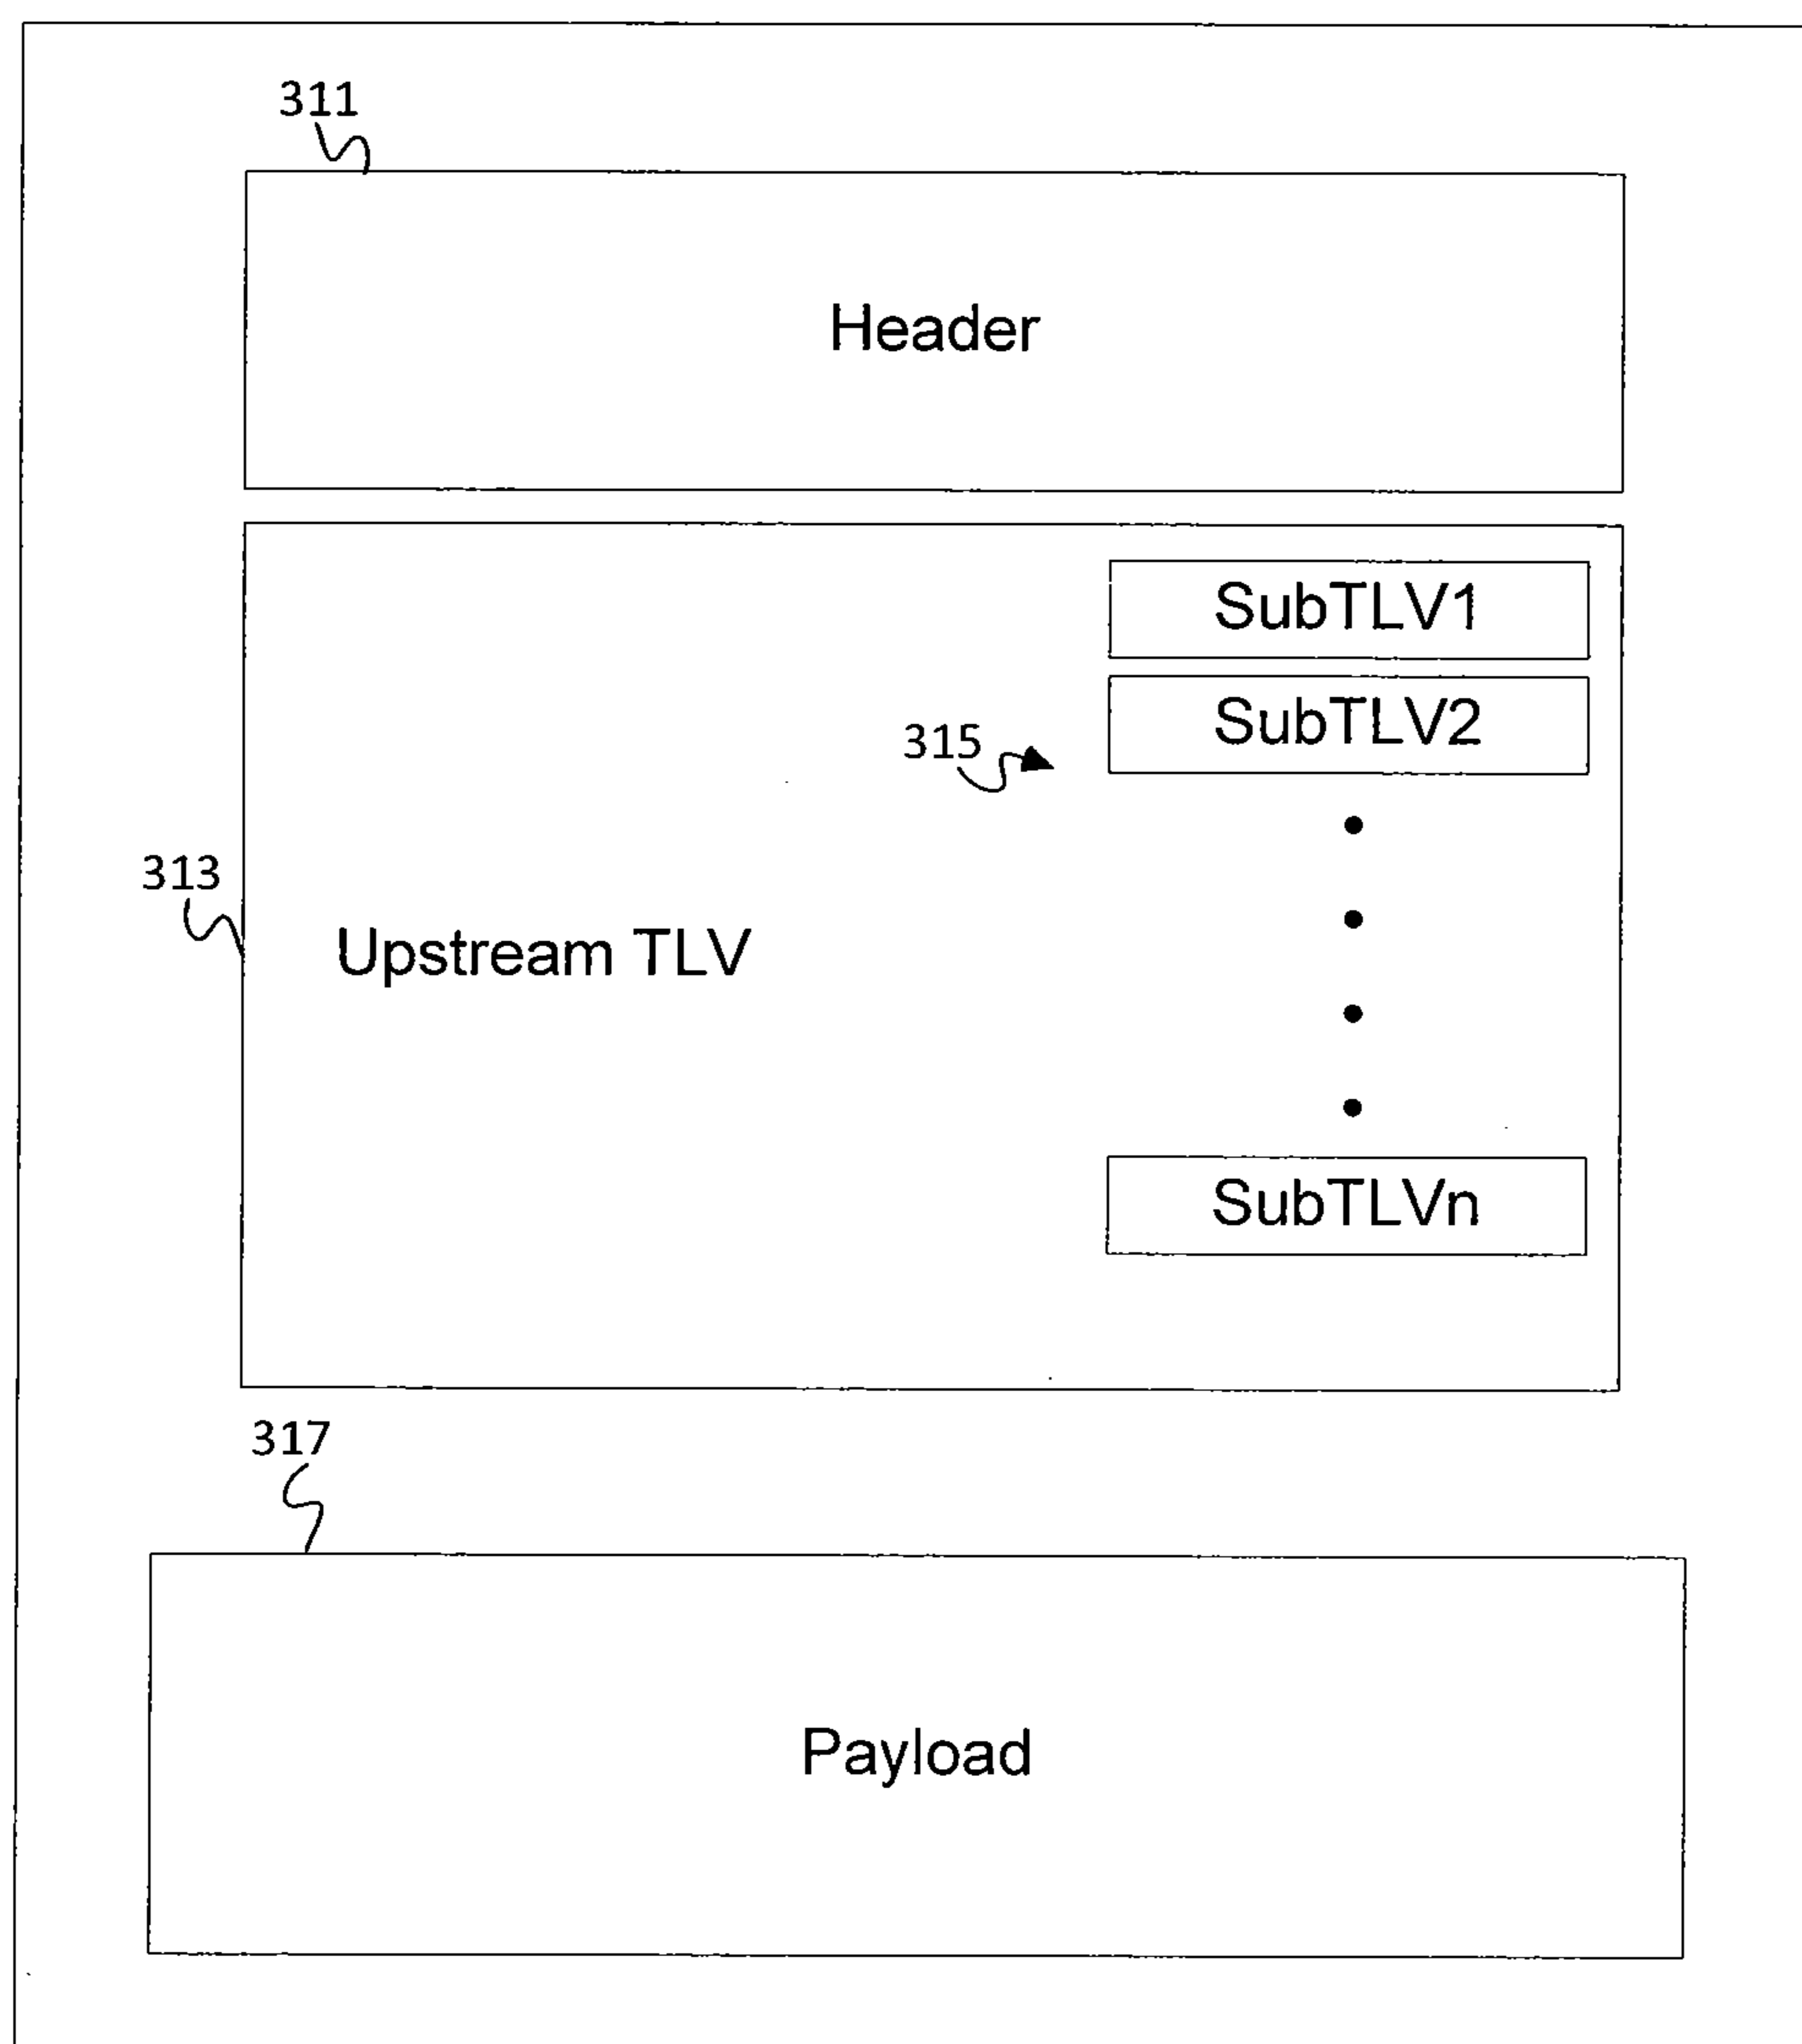 311
Header
SubTLV1
SubTLV2
315
313
Upstream TLV
SubTLVn
317
Payload